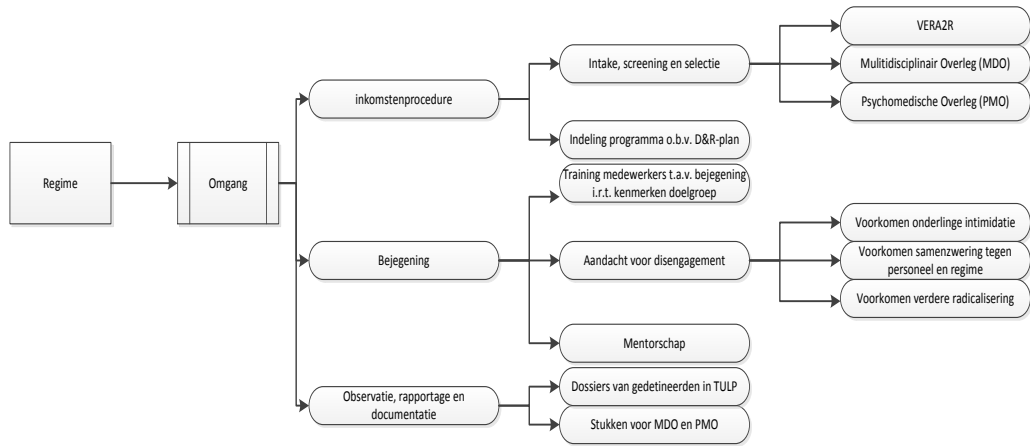 VERA2R
Intake, screening en selectie
Mulitidisciplinair Overleg (MDO)
inkomstenprocedure
Psychomedische Overleg (PMO)
Indeling programma o.b.v. D&R-plan
Regime
Omgang
Training medewerkers t.a.v. bejegening
i.r.t. kenmerken doelgroep
Voorkomen onderlinge intimidatie
Bejegening
Aandacht voor disengagement
Voorkomen samenzwering tegen
personeel en regime
Voorkomen verdere radicalisering
Mentorschap
Observatie, rapportage en
documentatie
Dossiers van gedetineerden in TULP
Stukken voor MDO en PMO